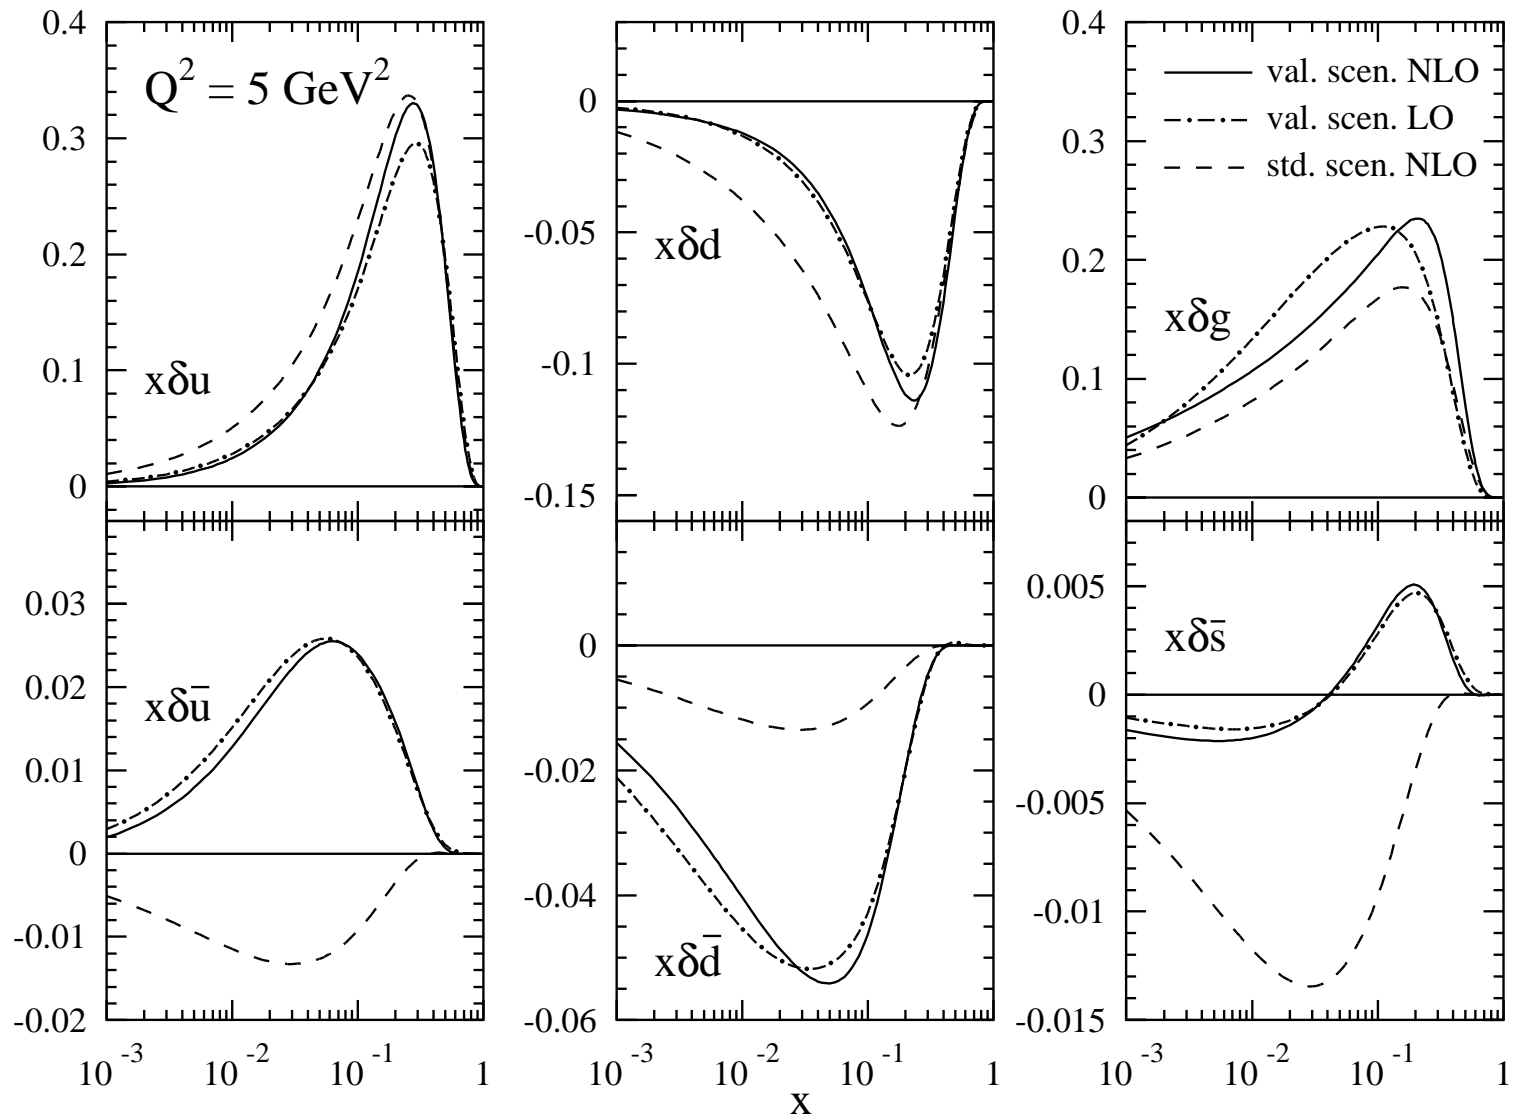 0.4
0.3
0.2
0.1
0
Q² = 5 GeV²
xδu
0
-0.05
-0.1
-0.15
xδd
0.4
0.3
0.2
0.1
0
val. scen. NLO
val. scen. LO
std. scen. NLO
xδg
0.03
0.02
0.01
0
-0.01
-0.02
xδū
10⁻³ 10⁻² 10⁻¹ 1
0
-0.02
-0.04
-0.06
xδd̄
10⁻³ 10⁻² 10⁻¹ 1
x
0.005
0
-0.005
-0.01
-0.015
xδs̄
10⁻³ 10⁻² 10⁻¹ 1